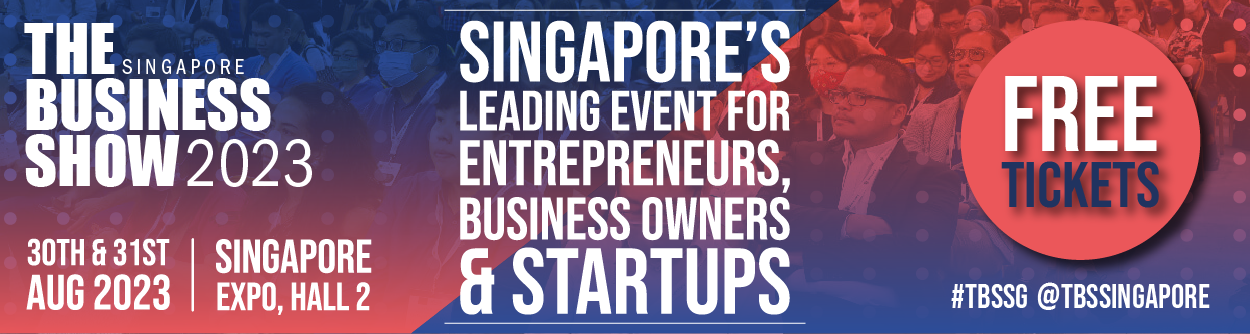 THE
SINGAPORE
BUSINESS
SHOW 2023
30TH & 31ST
AUG 2023
SINGAPORE
EXPO, HALL 2
SINGAPORE'S
LEADING EVENT FOR
ENTREPRENEURS,
BUSINESS OWNERS
& STARTUPS
FREE
TICKETS
#TBSSG @TBSSINGAPORE